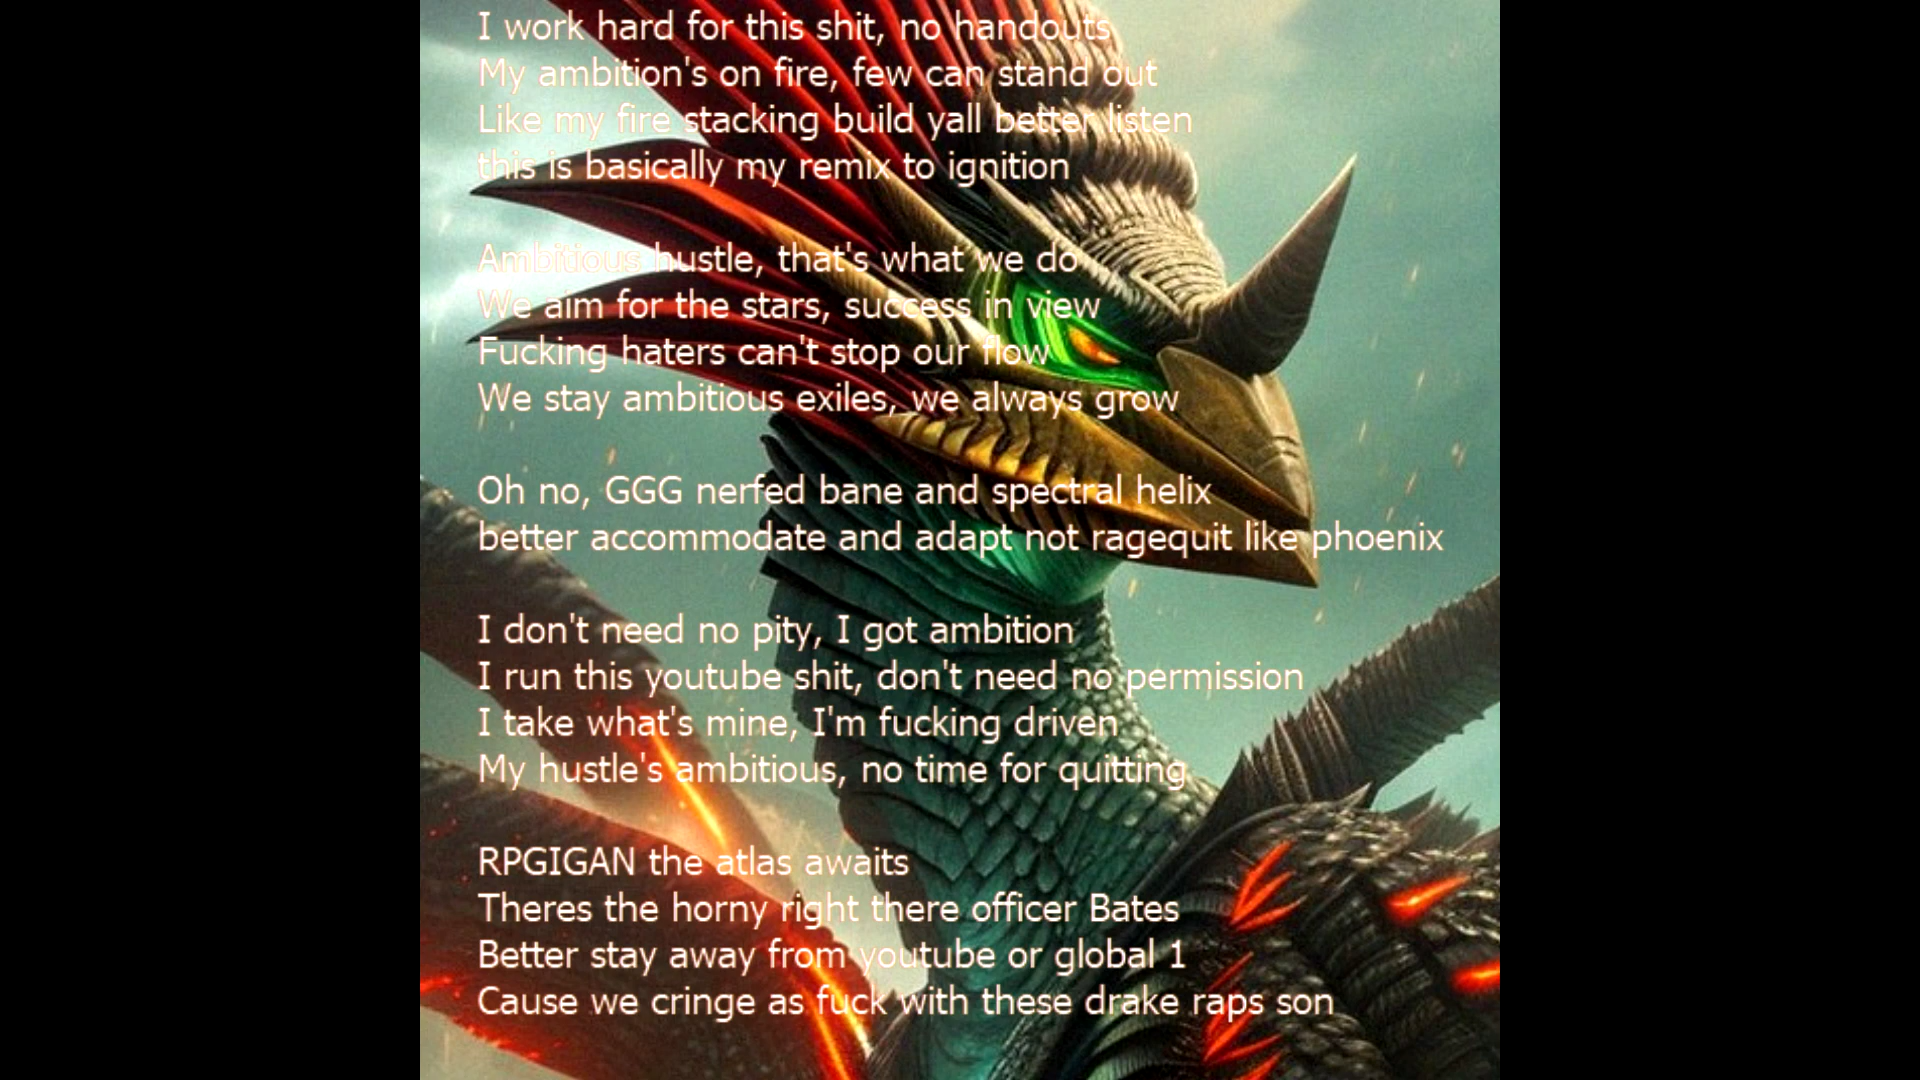 I work hard for this shit, no handouts
My ambition's on fire, few can stand out
Like my fire stacking build yall better listen
this is basically my remix to ignition
Ambitious hustle, that's what we do
We aim for the stars, success in view
Fucking haters can't stop our flow
We stay ambitious exiles, we always grow
Oh no, GGG nerfed bane and spectral helix
better accommodate and adapt not ragequit like phoenix
I don't need no pity, I got ambition
I run this youtube shit, don't need no permission
I take what's mine, I'm fucking driven
My hustle's ambitious, no time for quitting
RPGIGAN the atlas awaits
Theres the horny right there officer Bates
Better stay away from youtube or global 1
Cause we cringe as fuck with these drake raps son